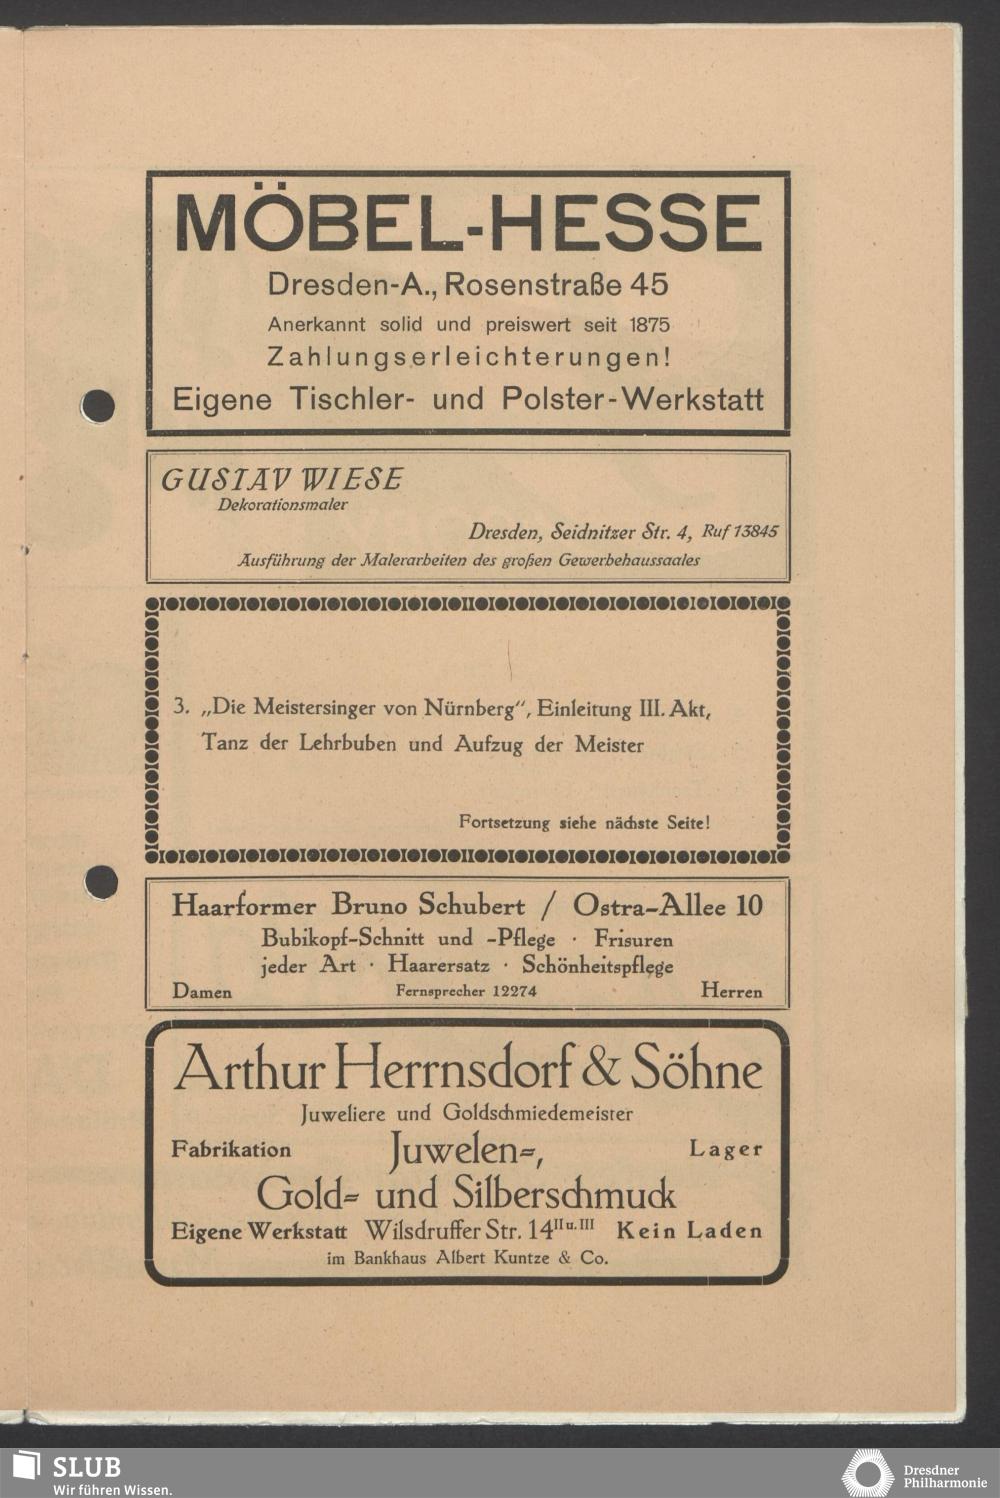 MÖBEL-HESSE
Dresden-A., Rosenstraße 45
Anerkannt solid und preiswert seit 1875
Zahlungserleichterungen!
Eigene Tischler- und Polster-Werkstatt
GUSTAV WIESE
Dekorationsmaler
Dresden, Seidnitzer Str. 4, Ruf 13845
Ausführung der Malerarbeiten des großen Gewerbehaussaales
3. „Die Meistersinger von Nürnberg“, Einleitung III. Akt,
Tanz der Lehrbuben und Aufzug der Meister
Fortsetzung siehe nächste Seite!
Haarformer Bruno Schubert / Ostra-Allee 10
Bubikopf-Schnitt und -Pflege · Frisuren
jeder Art · Haarersatz · Schönheitspflege
Damen Fernsprecher 12274 Herren
Arthur Herrnsdorf & Söhne
Juweliere und Goldschmiedemeister
Fabrikation Juwelen-, Lager
Gold- und Silberschmuck
Eigene Werkstatt Wilsdruffer Str. 14 II u. III Kein Laden
im Bankhaus Albert Kuntze & Co.
SLUB
Wir führen Wissen.
Dresdner
Philharmonie